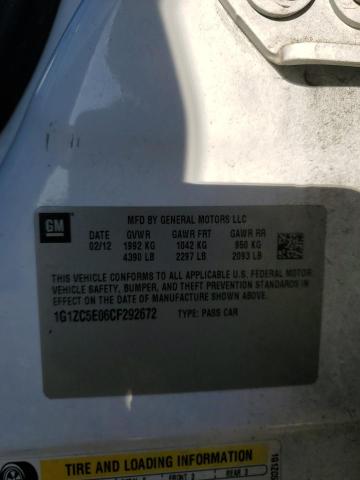 GM
MFD BY GENERAL MOTORS LLC
DATE GVWR GAWR FRT GAWR RR
02/12 1992 KG 1042 KG 950 KG
4390 LB 2297 LB 2093 LB
THIS VEHICLE CONFORMS TO ALL APPLICABLE U.S. FEDERAL MOTOR
VEHICLE SAFETY, BUMPER, AND THEFT PREVENTION STANDARDS
IN EFFECT ON THE DATE OF MANUFACTURE SHOWN ABOVE.
1G1ZC5E06CF292672 TYPE: PASS CAR
TIRE AND LOADING INFORMATION
FRONT REAR